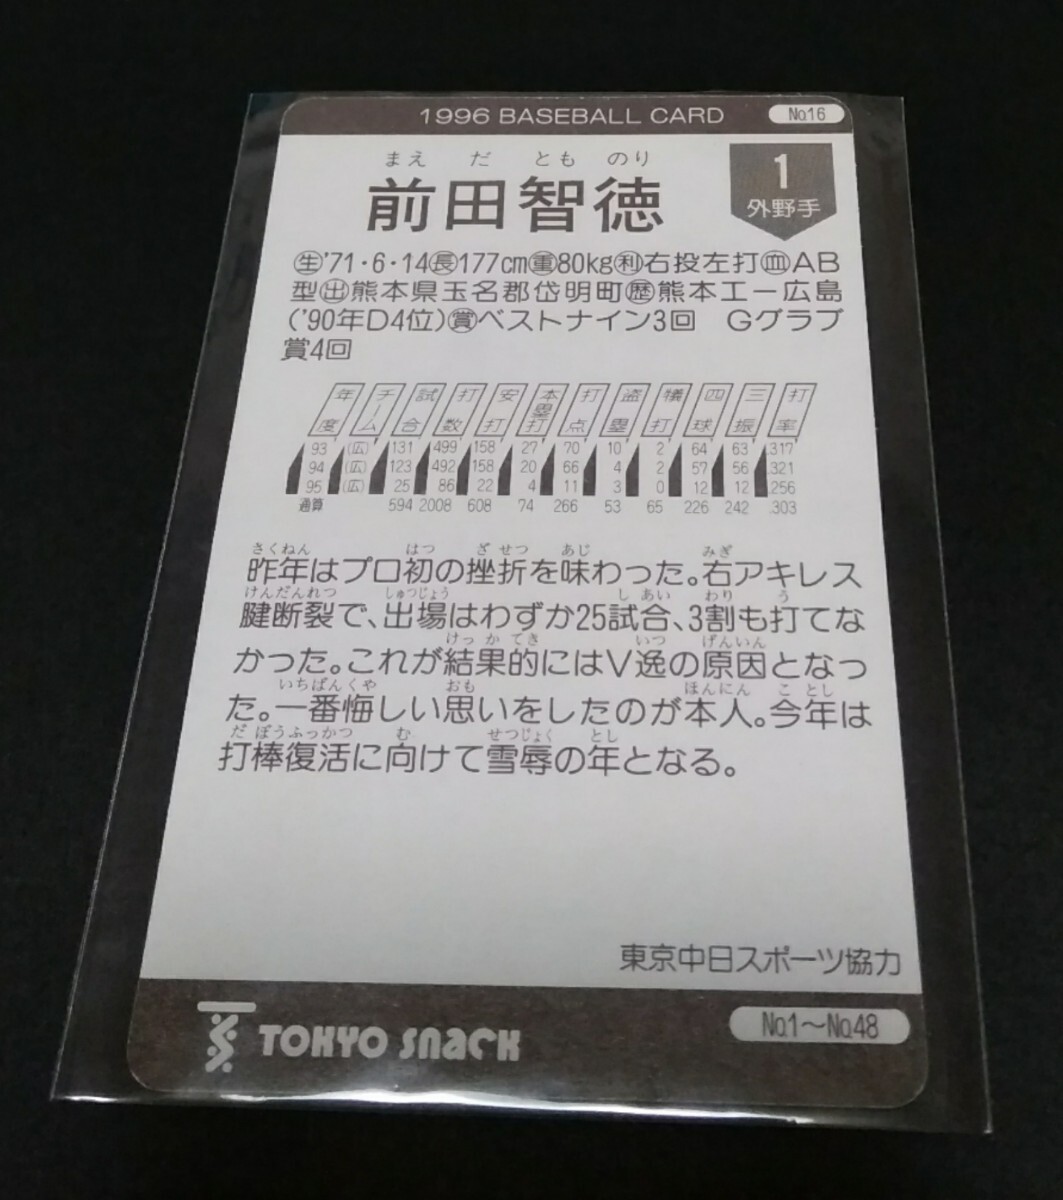 1996 BASEBALL CARD No.16
まえ だ とも のり
前田智徳
1
外野手
㊤'71・6・14㊐177cm㊥80kg㊒右投左打㊋AB
型出熊本県玉名郡岱明町歴熊本工ー広島
('90年D4位)賞ベストナイン3回 Gグラブ
賞4回
年度 チーム 試合 打数 安打 本塁打 打点 盗塁 犠打 四球 三振 打率
93 (広) 131 499 158 27 70 10 2 64 63 .317
94 (広) 123 492 158 20 66 4 2 57 56 .321
95 (広) 25 86 22 4 11 3 0 12 12 .256
通算 594 2008 608 74 266 53 65 226 242 .303
さくねん はつ ざ せつ あじ みぎ
昨年はプロ初の挫折を味わった。右アキレス
けんだんれつ しゅつじょう し あい わり う
腱断裂で、出場はわずか25試合、3割も打てな
けっ か てき いつ げんいん
かった。これが結果的にはV逸の原因となっ
いちばんくや おも ほんにん こ とし
た。一番悔しい思いをしたのが本人。今年は
だ ぼうふっかつ む せつじょく とし
打棒復活に向けて雪辱の年となる。
東京中日スポーツ協力
TOKYO SNACK
No.1〜No.48